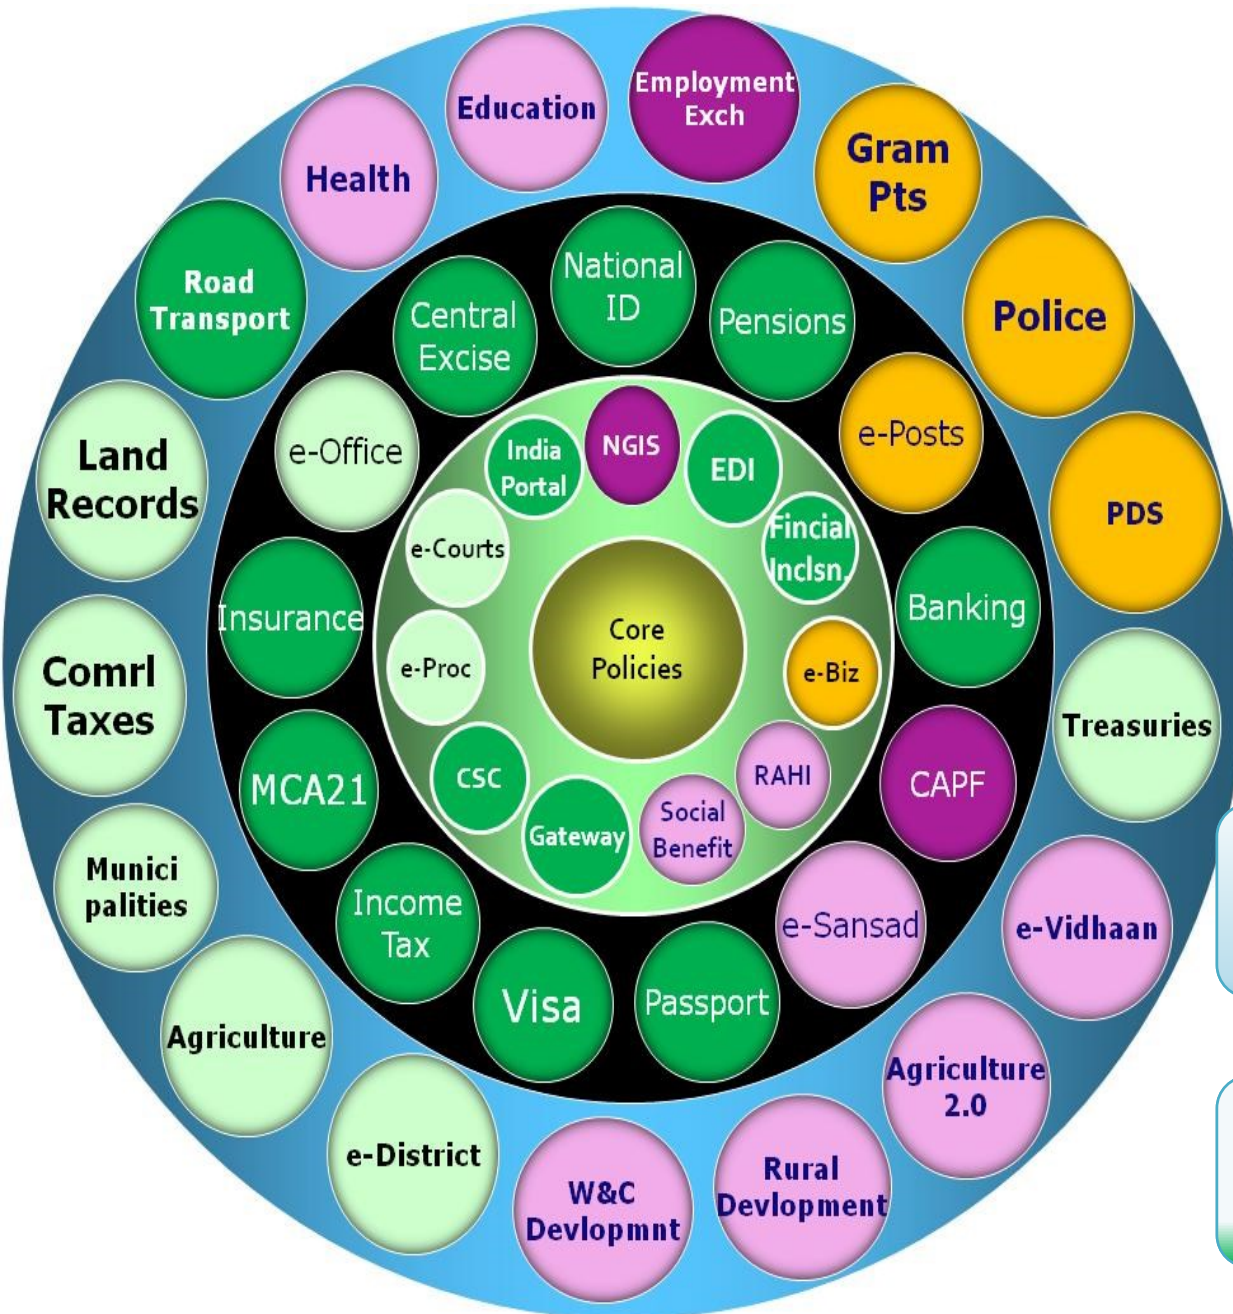 Employment
Exch
Education
Gram
Pts
Health
Police
Road
Transport
PDS
Land
Records
Treasuries
Comrl
Taxes
e-Vidhaan
Munici
palities
Agriculture
2.0
Agriculture
Rural
Devlopment
e-District
W&C
Devlopmnt
National
ID
Pensions
Central
Excise
e-Posts
e-Office
Banking
Insurance
CAPF
MCA21
e-Sansad
Income
Tax
Passport
Visa
NGIS
EDI
India
Portal
Fincial
Inclsn.
e-Courts
e-Biz
e-Proc
RAHI
CSC
Social
Benefit
Gateway
Core
Policies